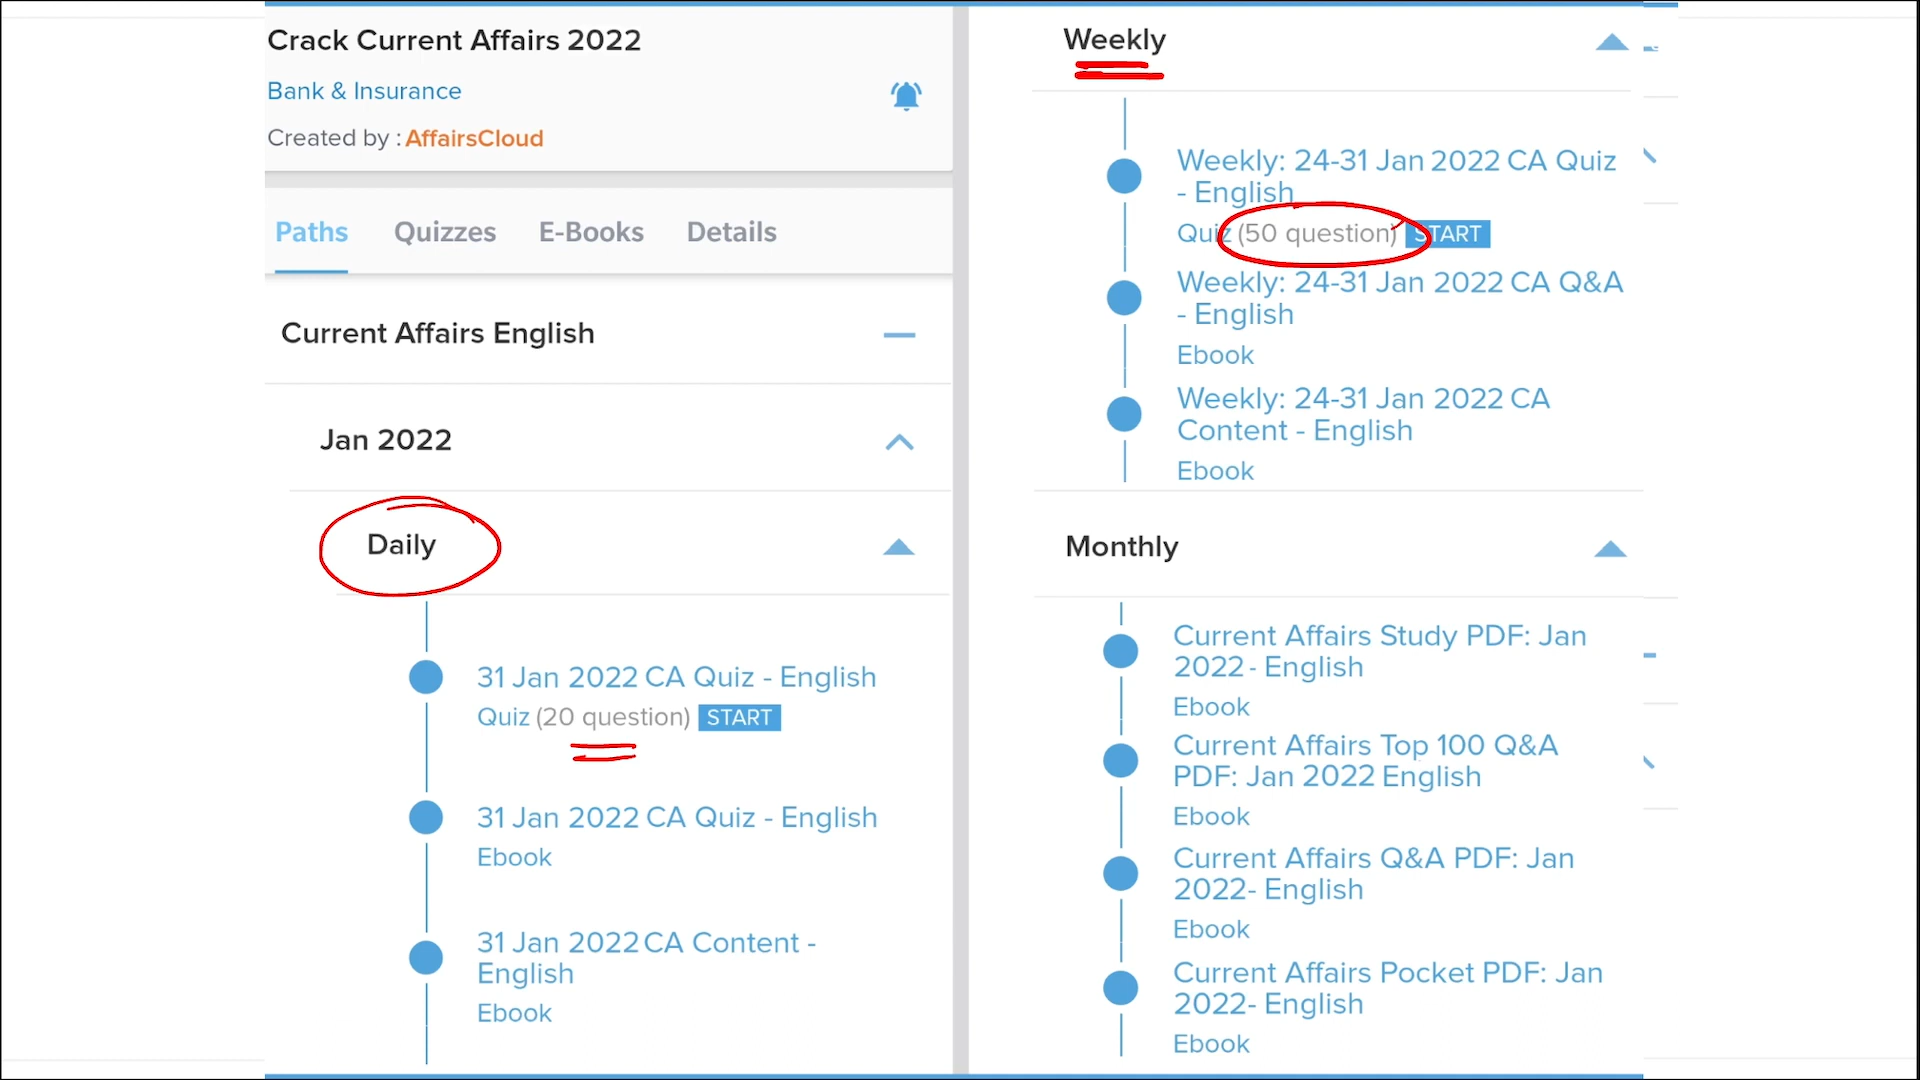 Crack Current Affairs 2022
Bank & Insurance
Created by : AffairsCloud
Paths Quizzes E-Books Details
Current Affairs English
Jan 2022
Daily
31 Jan 2022 CA Quiz - English
Quiz (20 question) START
31 Jan 2022 CA Quiz - English
Ebook
31 Jan 2022 CA Content -
English
Ebook
Weekly
Weekly: 24-31 Jan 2022 CA Quiz
- English
Quiz (50 question) START
Weekly: 24-31 Jan 2022 CA Q&A
- English
Ebook
Weekly: 24-31 Jan 2022 CA
Content - English
Ebook
Monthly
Current Affairs Study PDF: Jan
2022 - English
Ebook
Current Affairs Top 100 Q&A
PDF: Jan 2022 English
Ebook
Current Affairs Q&A PDF: Jan
2022- English
Ebook
Current Affairs Pocket PDF: Jan
2022- English
Ebook